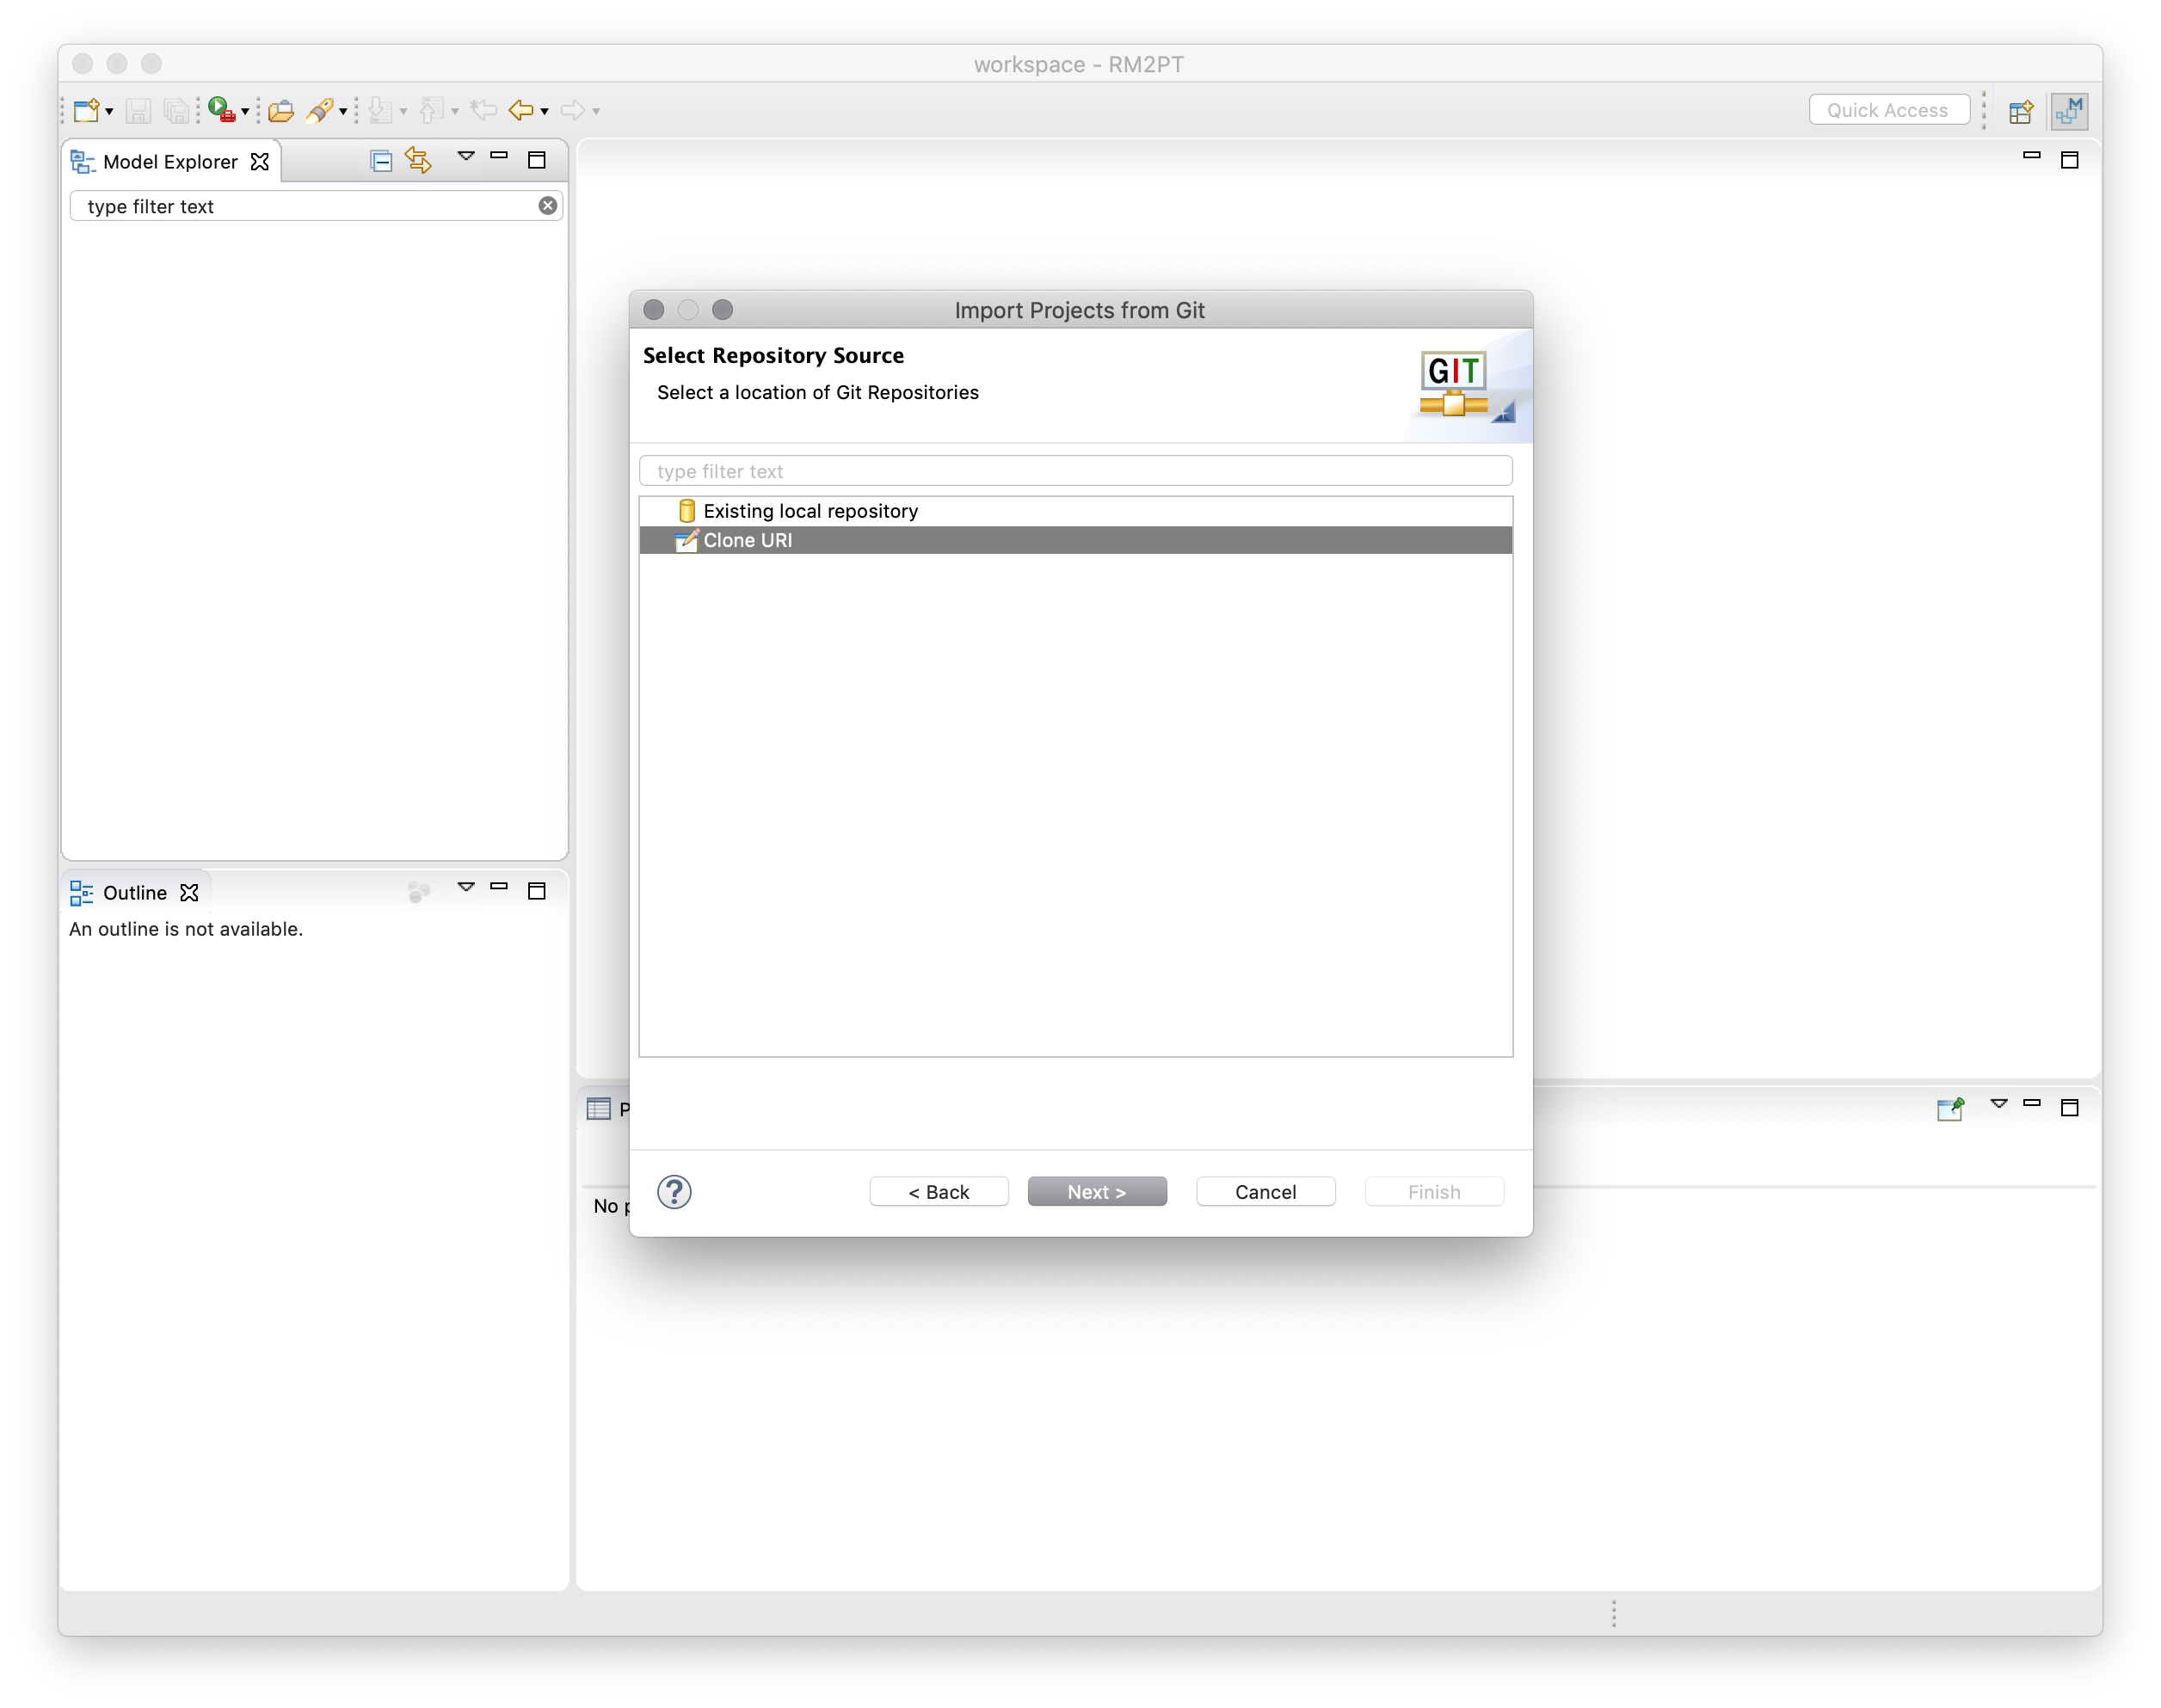 workspace - RM2PT
Quick Access
Model Explorer
type filter text
Import Projects from Git
Select Repository Source
Select a location of Git Repositories
GIT
type filter text
Existing local repository
Clone URI
Outline
An outline is not available.
P
No p
< Back
Next >
Cancel
Finish